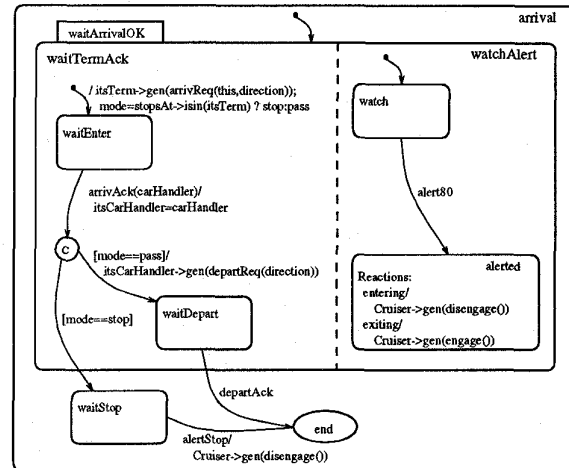 arrival
waitArrivalOK
waitTermAck
watchAlert
/ itsTerm->gen(arrivReq(this,direction));
mode=stopsAt->isin(itsTerm) ? stop:pass
waitEnter
watch
arrivAck(carHandler)/
itsCarHandler=carHandler
alert80
C
[mode==pass]/
itsCarHandler->gen(departReq(direction))
alerted
Reactions:
entering/
Cruiser->gen(disengage())
exiting/
Cruiser->gen(engage())
waitDepart
[mode==stop]
waitStop
departAck
end
alertStop/
Cruiser->gen(disengage())